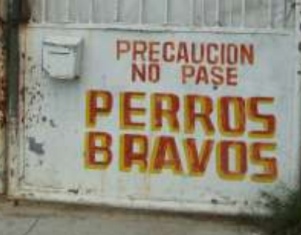 PRECAUCION
NO PASE
PERROS
BRAVOS